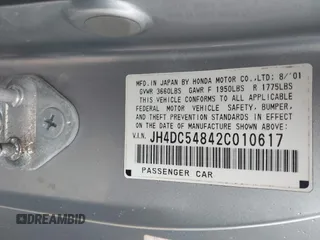 MFD.IN JAPAN BY HONDA MOTOR CO.,LTD: 8/'01
GVWR 3660LBS GAWR F 1950LBS R 1775LBS
THIS VEHICLE CONFORMS TO ALL APPLICABLE
FEDERAL MOTOR VEHICLE SAFETY, BUMPER,
AND THEFT PREVENTION STANDARDS IN EFFECT
ON THE DATE OF MANUFACTURE SHOWN ABOVE.
V.I.N. JH4DC54842C010617
PASSENGER CAR
DREAMBID